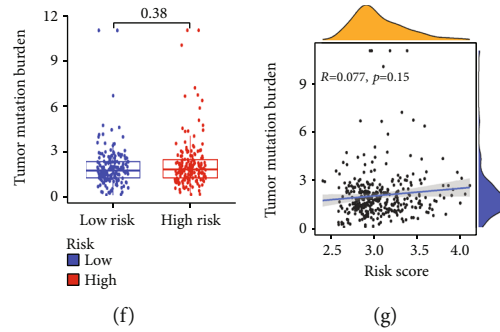 Tumor mutation burden
12
9
6
3
0
0.38
Low risk
High risk
Risk
Low
High
(f)
Tumor mutation burden
9
6
3
0
R=0.077, p=0.15
2.5
3.0
3.5
4.0
Risk score
(g)